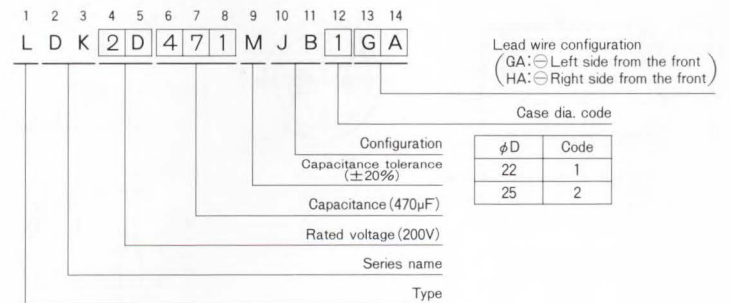 1 2 3 4 5 6 7 8 9 10 11 12 13 14
L D K 2 D 4 7 1 M J B 1 G A
Lead wire configuration
(GA:⊖Left side from the front
HA:⊖Right side from the front)
Case dia. code
Configuration
Capacitance tolerance
(±20%)
Capacitance (470μF)
Rated voltage (200V)
Series name
Type
φD Code
22 1
25 2